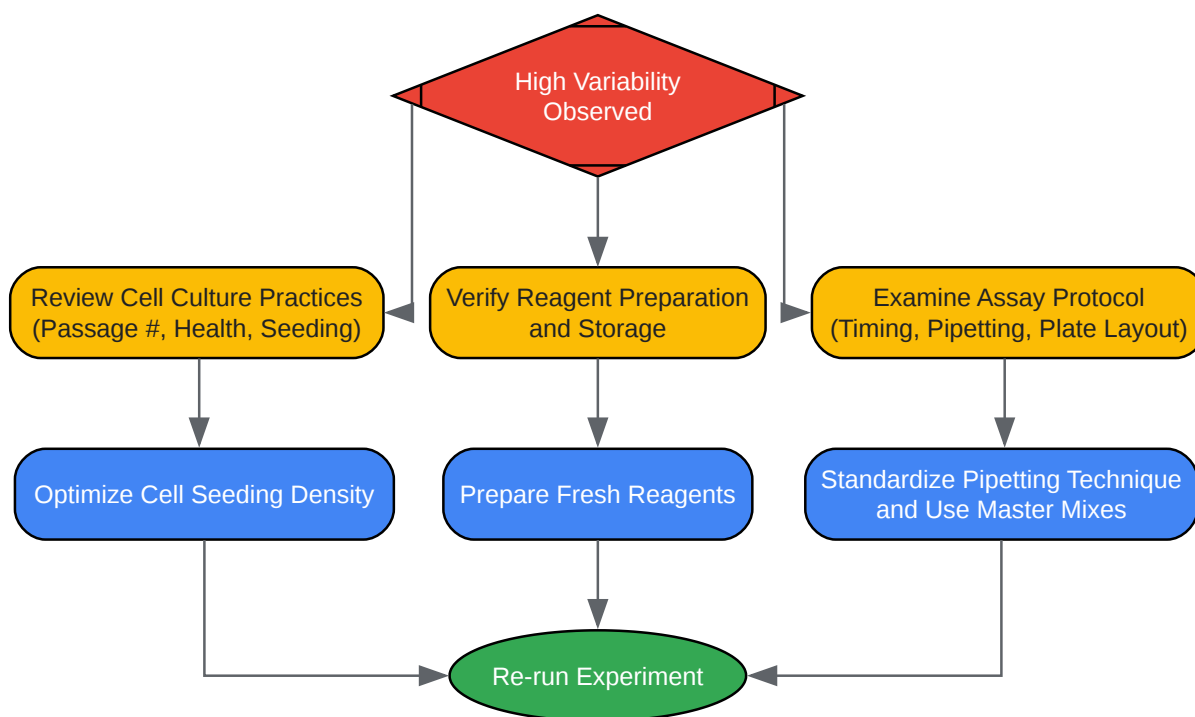 High Variability
Observed
Review Cell Culture Practices
(Passage #, Health, Seeding)
Verify Reagent Preparation
and Storage
Examine Assay Protocol
(Timing, Pipetting, Plate Layout)
Optimize Cell Seeding Density
Prepare Fresh Reagents
Standardize Pipetting Technique
and Use Master Mixes
Re-run Experiment